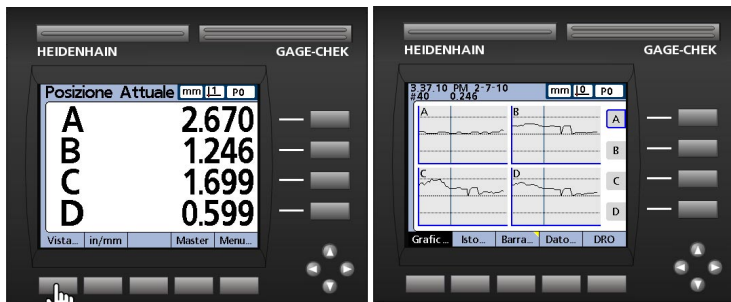 HEIDENHAIN GAGE-CHEK
Posizione Attuale mm 1 P0
A 2.670
B 1.246
C 1.699
D 0.599
Vista... in/mm Master Menu...
HEIDENHAIN GAGE-CHEK
3.37.10 PM 2-7-10 mm 0 P0
#40 0.246
A B A
B
C D C
D
Grafic... Isto... Barra... Dato... DRO